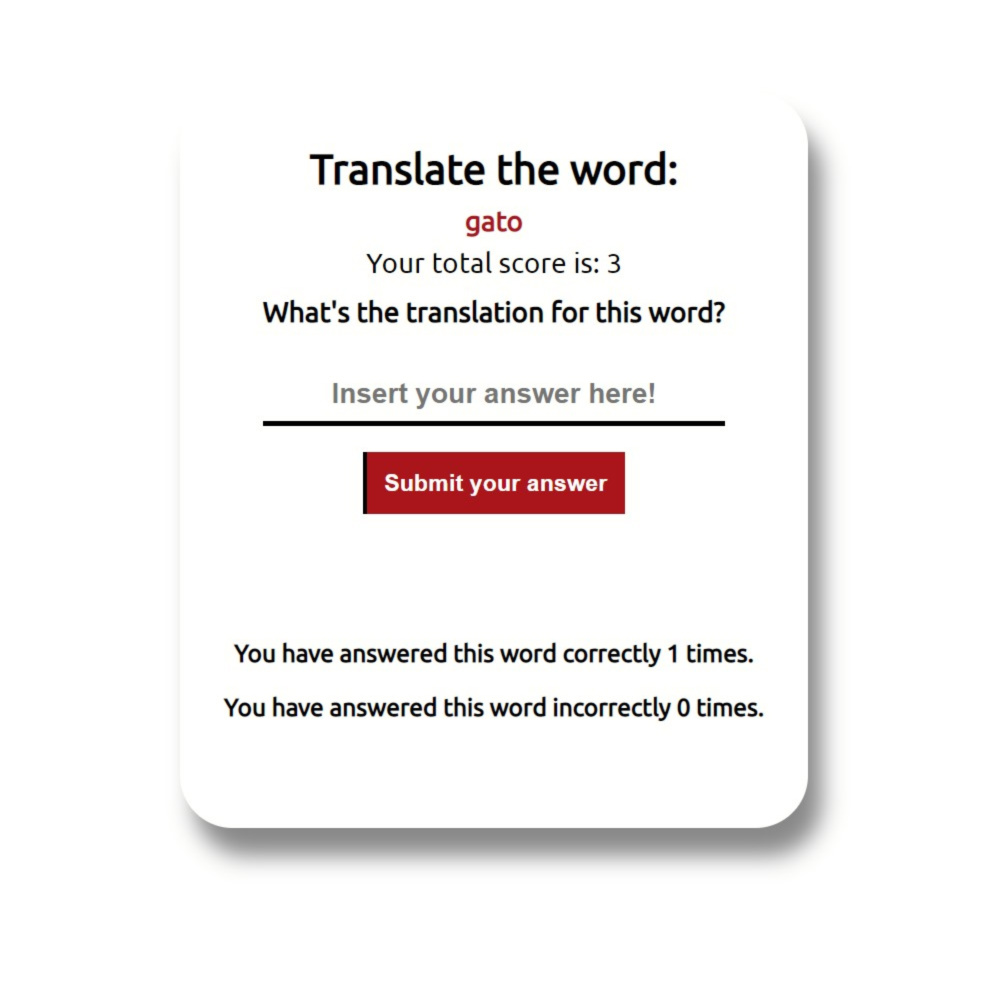 Translate the word:
gato
Your total score is: 3
What's the translation for this word?
Insert your answer here!
Submit your answer
You have answered this word correctly 1 times.
You have answered this word incorrectly 0 times.